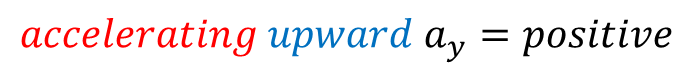 accelerating upward a_y = positive